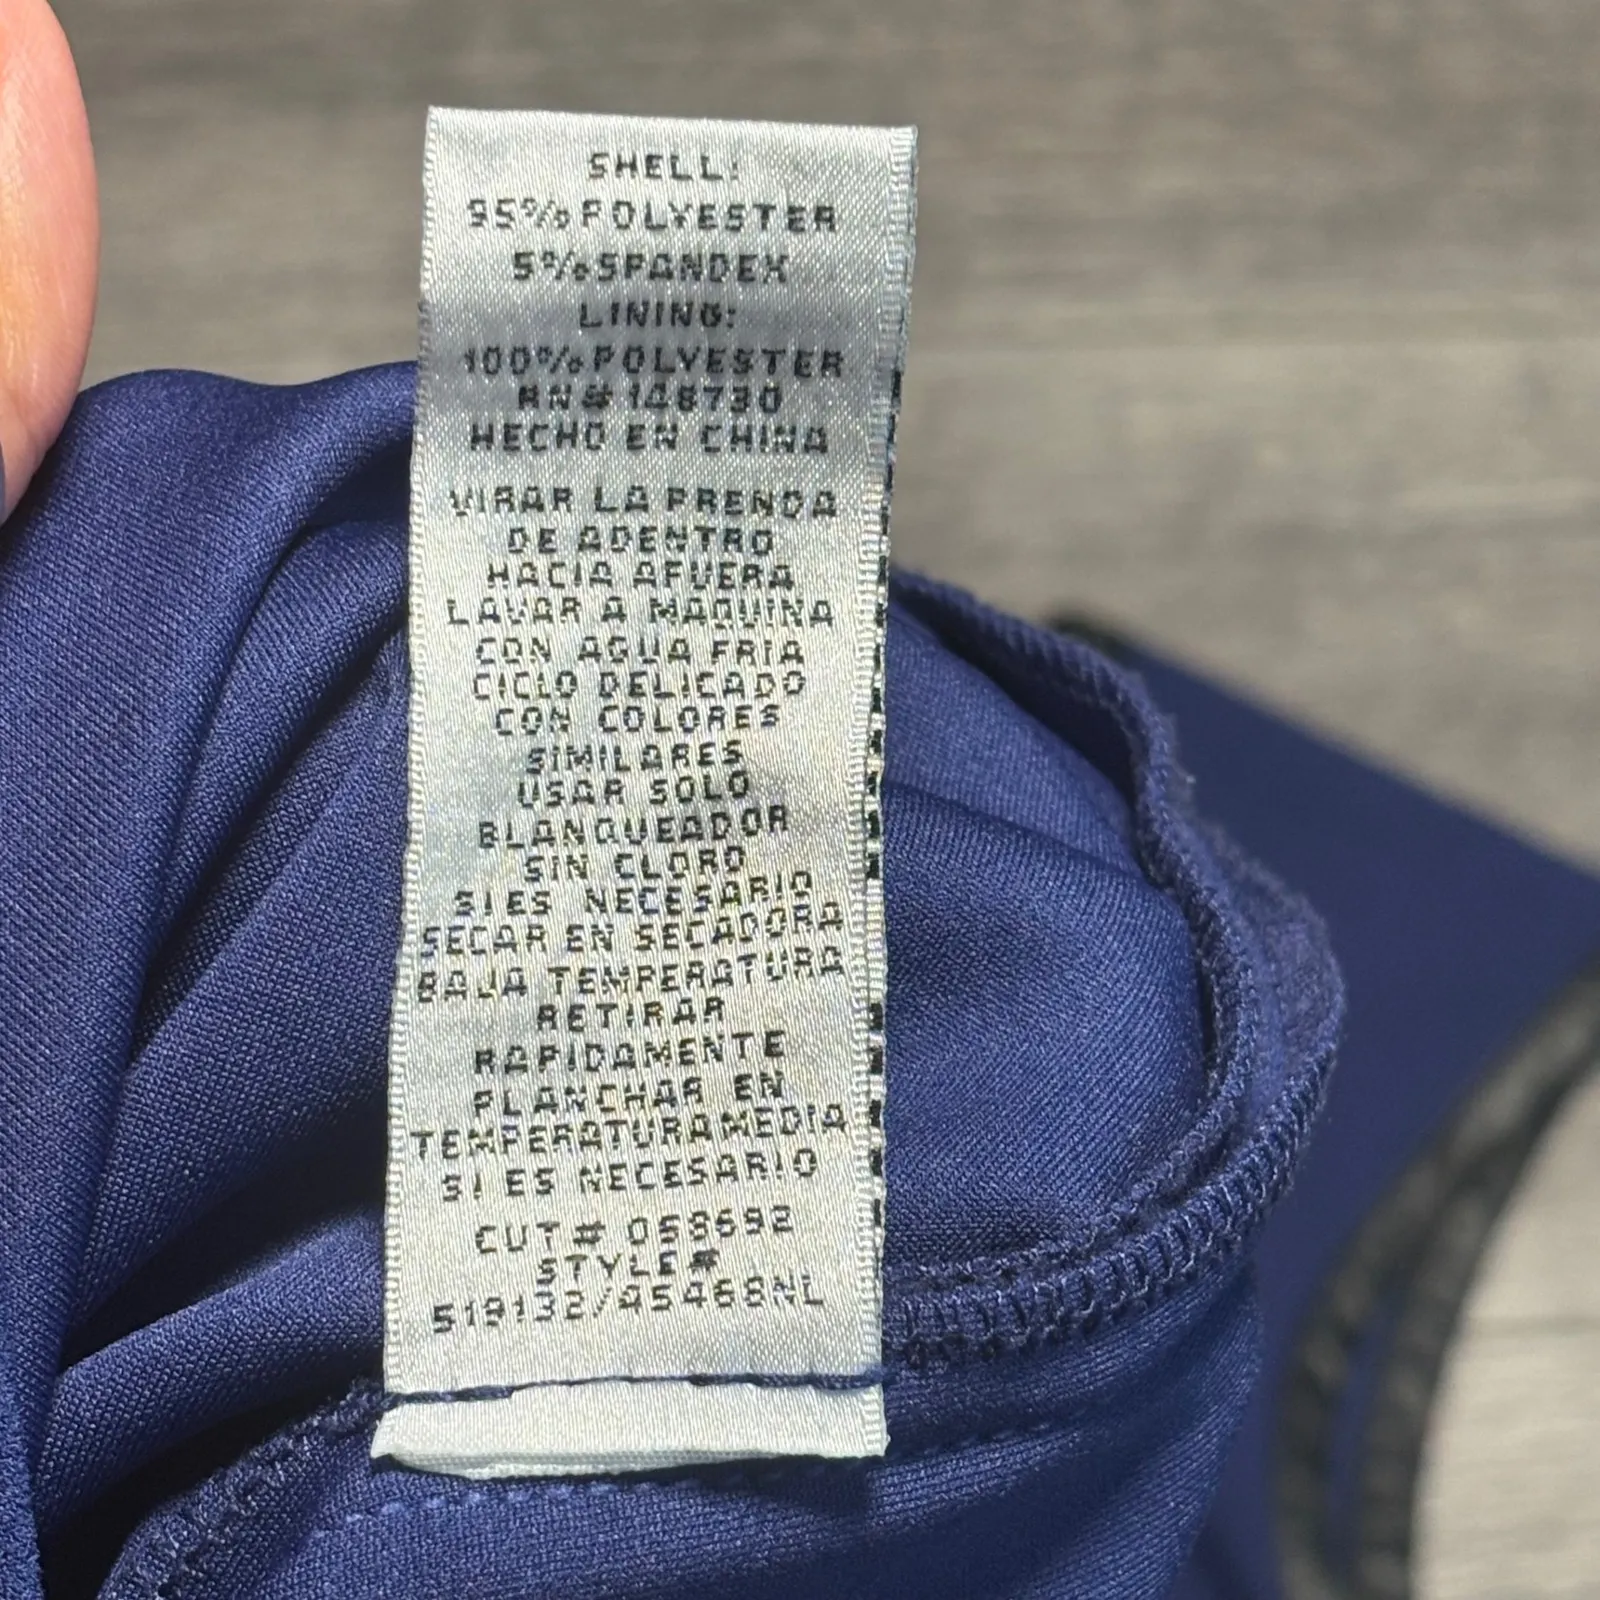 SHELL:
95% POLYESTER
5% SPANDEX
LINING:
100% POLYESTER
RN# 148730
HECHO EN CHINA
VIRAR LA PRENDA
DE ADENTRO
HACIA AFUERA
LAVAR A MAQUINA
CON AGUA FRIA
CICLO DELICADO
CON COLORES
SIMILARES
USAR SOLO
BLANQUEADOR
SIN CLORO
SI ES NECESARIO
SECAR EN SECADORA
BAJA TEMPERATURA
RETIRAR
RAPIDAMENTE
PLANCHAR EN
TEMPERATURA MEDIA
SI ES NECESARIO
CUT# 058692
STYLE#
519132/45468NL